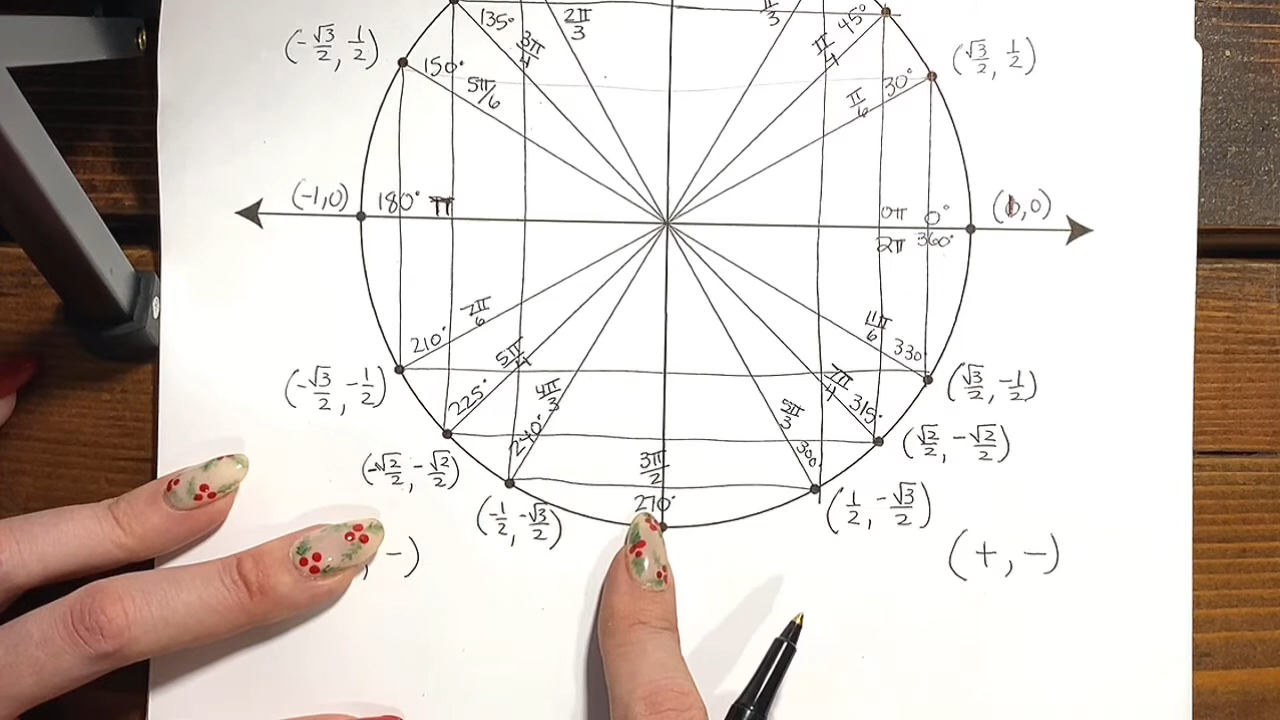 135° 3π/4 2π/3 π/3 π/4 45°
(-√3/2, 1/2) 150° 5π/6 π/6 30° (√3/2, 1/2)
(-1,0) 180° π 0π 0° ( ,0)
2π 360°
210° 7π/6 11π/6 330
(-√3/2, -1/2) 225° 5π/4 4π/3 7π/4 315° (√3/2, -1/2)
240° 5π/3 300
(-√2/2, -√2/2) 3π/2 (√2/2, -√2/2)
(-1/2, -√3/2) 270° (1/2, -√3/2)
, -) (+, -)